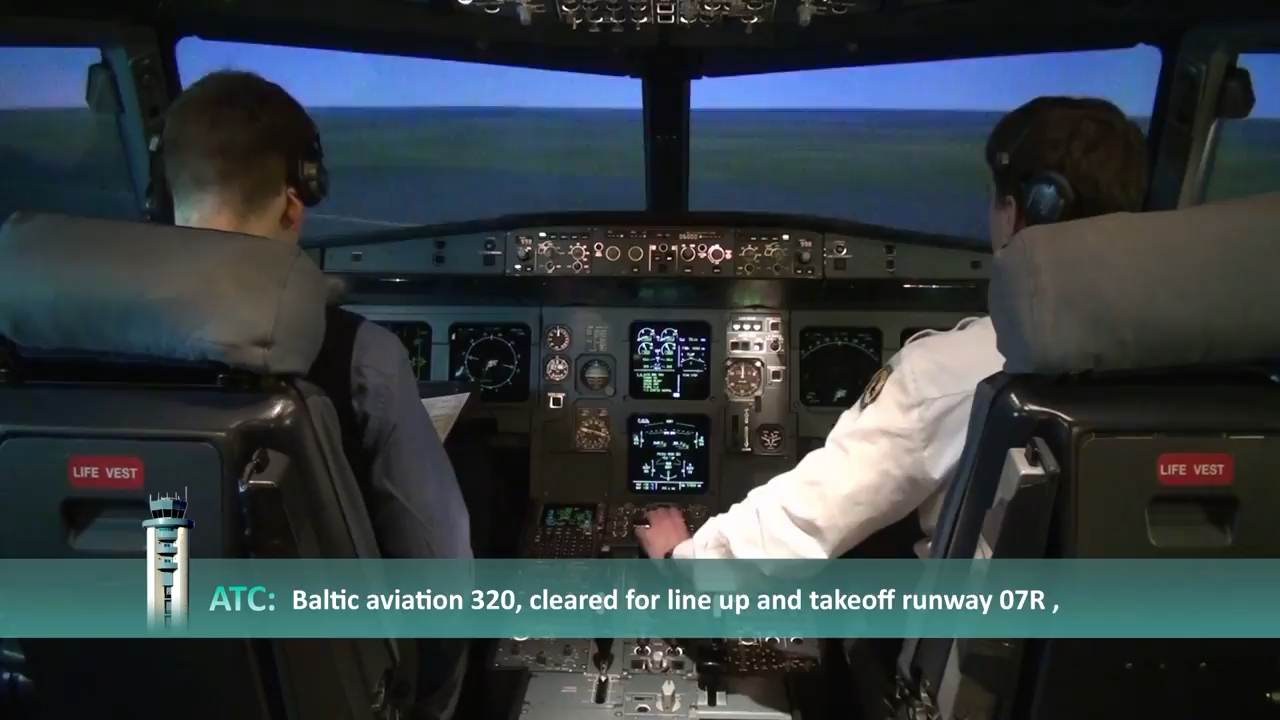 LIFE VEST
LIFE VEST
ATC: Baltic aviation 320, cleared for line up and takeoff runway 07R ,